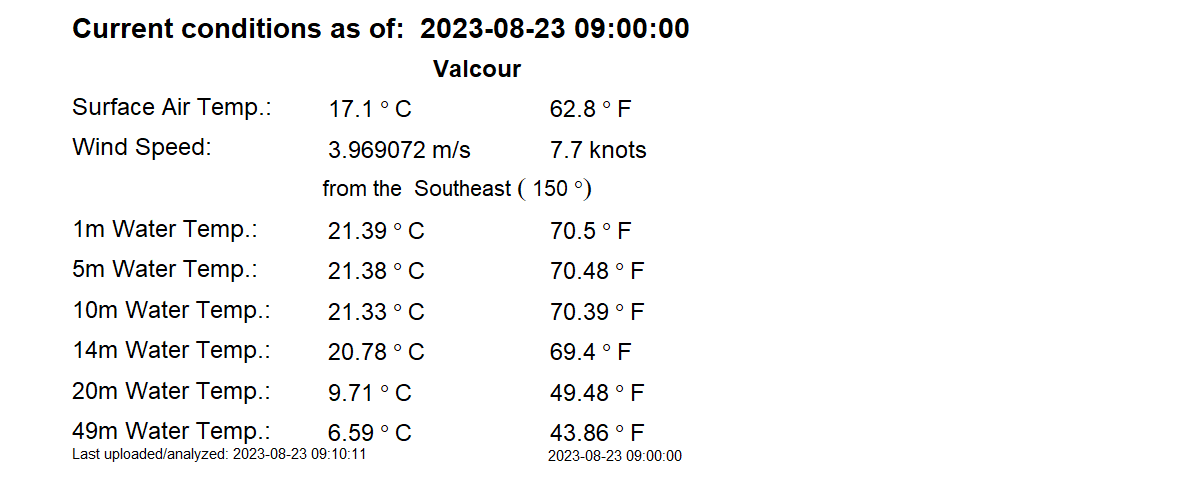 Current conditions as of:  2023-08-23 09:00:00
Valcour
Surface Air Temp.: 17.1 ° C 62.8 ° F
Wind Speed: 3.969072 m/s 7.7 knots
from the  Southeast ( 150 °)
1m Water Temp.: 21.39 ° C 70.5 ° F
5m Water Temp.: 21.38 ° C 70.48 ° F
10m Water Temp.: 21.33 ° C 70.39 ° F
14m Water Temp.: 20.78 ° C 69.4 ° F
20m Water Temp.: 9.71 ° C 49.48 ° F
49m Water Temp.: 6.59 ° C 43.86 ° F
Last uploaded/analyzed: 2023-08-23 09:10:11 2023-08-23 09:00:00